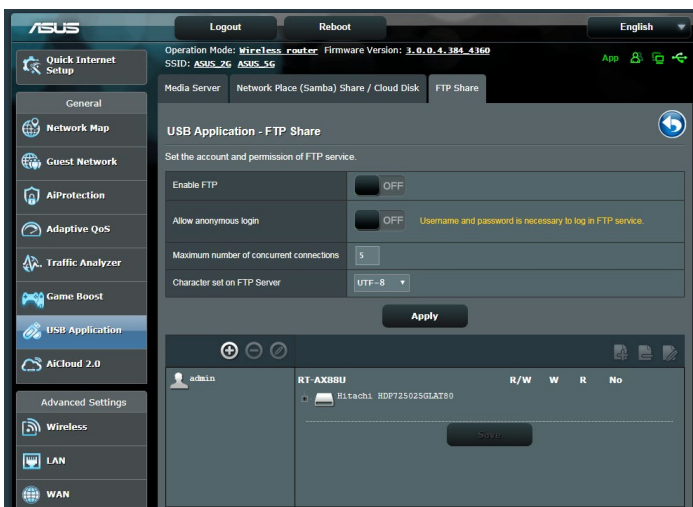 ASUS
Logout
Reboot
English
Quick Internet
Setup
Operation Mode: Wireless router Firmware Version: 3.0.0.4.384_4360
SSID: ASUS_2G ASUS_5G
App
General
Network Map
Guest Network
AiProtection
Adaptive QoS
Traffic Analyzer
Game Boost
USB Application
AiCloud 2.0
Advanced Settings
Wireless
LAN
WAN
Media Server
Network Place (Samba) Share / Cloud Disk
FTP Share
USB Application - FTP Share
Set the account and permission of FTP service.
Enable FTP
OFF
Allow anonymous login
OFF
Username and password is necessary to log in FTP service.
Maximum number of concurrent connections
5
Character set on FTP Server
UTF-8
Apply
admin
RT-AX88U
R/W W R No
Hitachi HDP725025GLAT80
Save